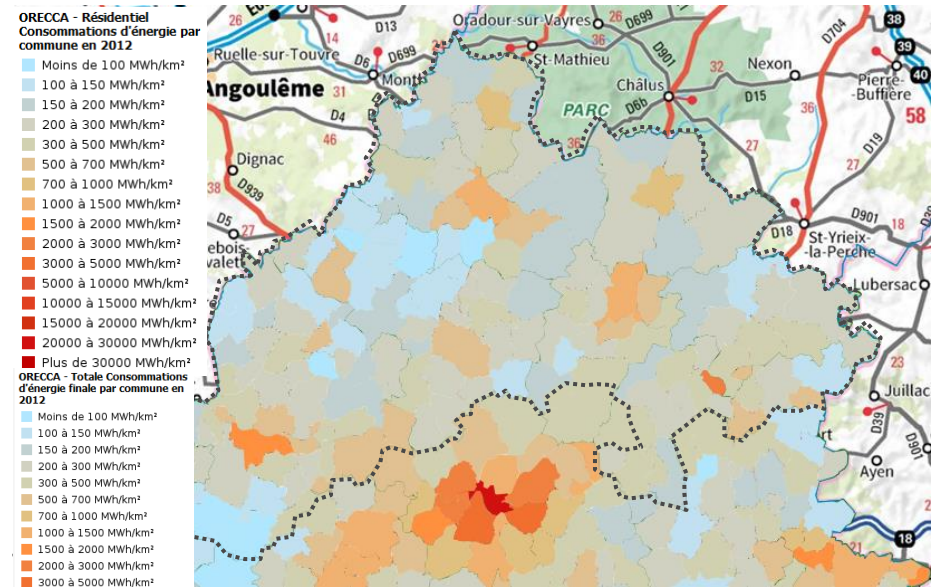 ORECCA - Résidentiel
Consommations d'énergie par
commune en 2012
Moins de 100 MWh/km²
100 à 150 MWh/km²
150 à 200 MWh/km²
200 à 300 MWh/km²
300 à 500 MWh/km²
500 à 700 MWh/km²
700 à 1000 MWh/km²
1000 à 1500 MWh/km²
1500 à 2000 MWh/km²
2000 à 3000 MWh/km²
3000 à 5000 MWh/km²
5000 à 10000 MWh/km²
10000 à 15000 MWh/km²
15000 à 20000 MWh/km²
20000 à 30000 MWh/km²
Plus de 30000 MWh/km²
ORECCA - Totale Consommations
d'énergie finale par commune en
2012
Moins de 100 MWh/km²
100 à 150 MWh/km²
150 à 200 MWh/km²
200 à 300 MWh/km²
300 à 500 MWh/km²
500 à 700 MWh/km²
700 à 1000 MWh/km²
1000 à 1500 MWh/km²
1500 à 2000 MWh/km²
2000 à 3000 MWh/km²
3000 à 5000 MWh/km²
26
14
D13
Ruelle-sur-Touvre
D6
D699
Montb
Angoulême
31
D4
46
Dignac
38
D939
D5
27
ebois-
valett
Oradour-sur-Vayres
26
D699
36
St-Mathieu
D901
Châlus
32
Nexon
D704
38
39
40
Pierre-
-Buffière
58
PARC
D6b
D15
36
36
D19
27
27
D18
D901
18
St-Yrieix-
-la-Perche
D39
Lubersac
23
Juillac
D39
D901
rt
Ayen
18
21